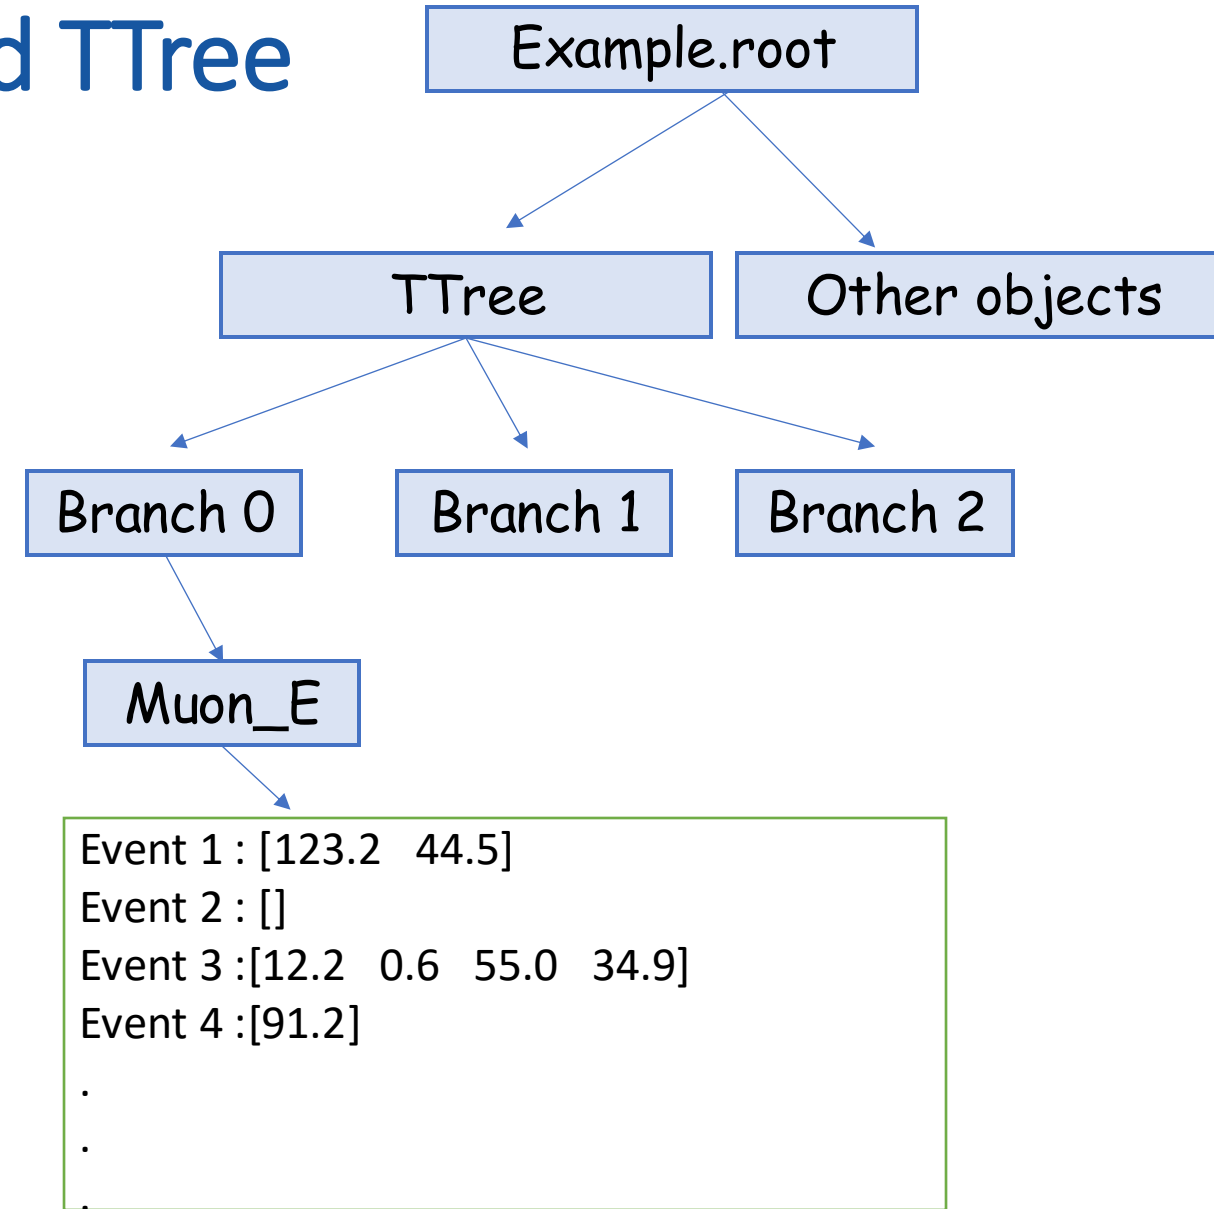 d TTree
Example.root
TTree
Other objects
Branch 0
Branch 1
Branch 2
Muon_E
Event 1 : [123.2 44.5]
Event 2 : []
Event 3 :[12.2 0.6 55.0 34.9]
Event 4 :[91.2]
.
.
.